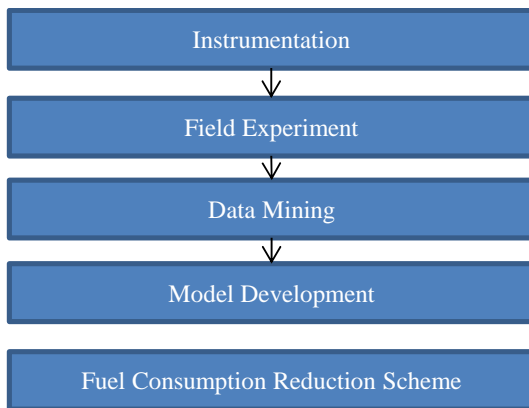 Instrumentation
Field Experiment
Data Mining
Model Development
Fuel Consumption Reduction Scheme